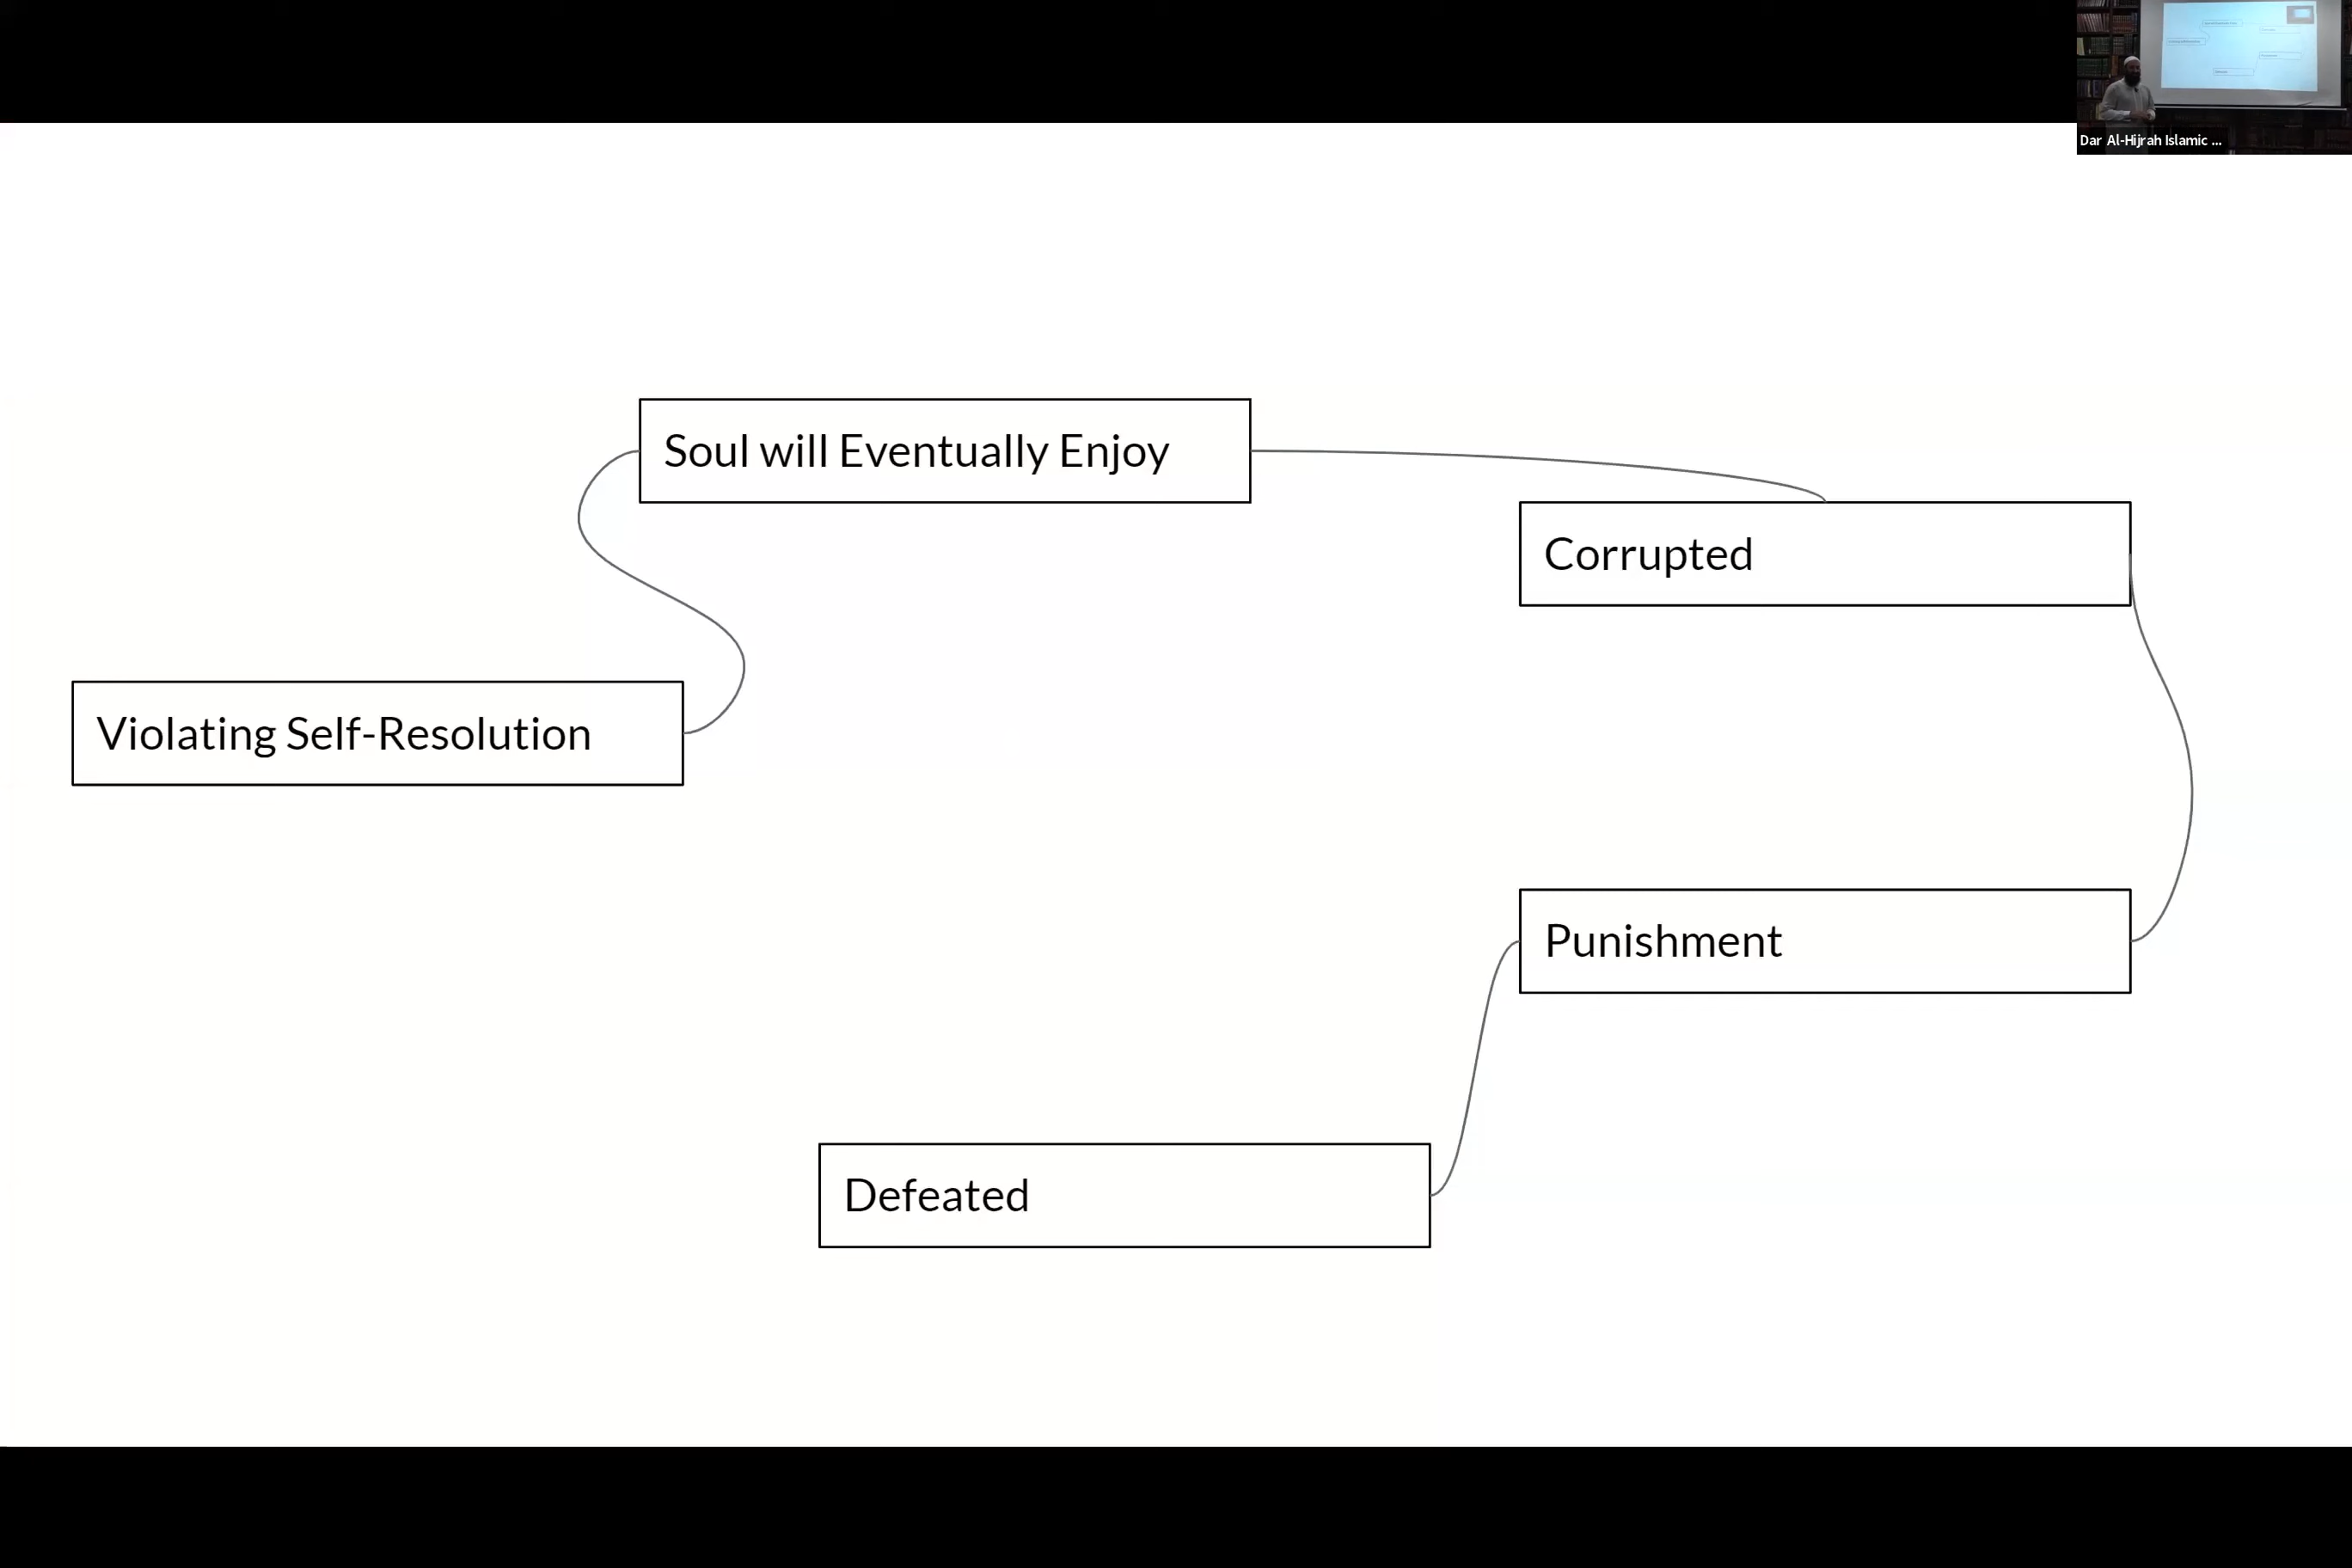 Dar Al-Hijrah Islamic ...
Soul will Eventually Enjoy
Corrupted
Violating Self-Resolution
Punishment
Defeated